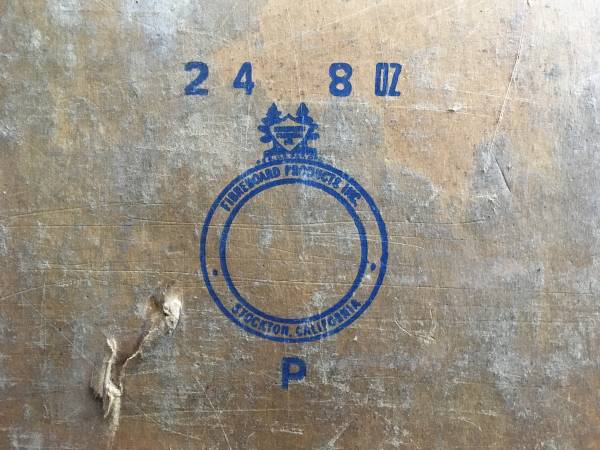 24 8 OZ
FIBREBOARD PRODUCTS INC.
STOCKTON, CALIFORNIA
P